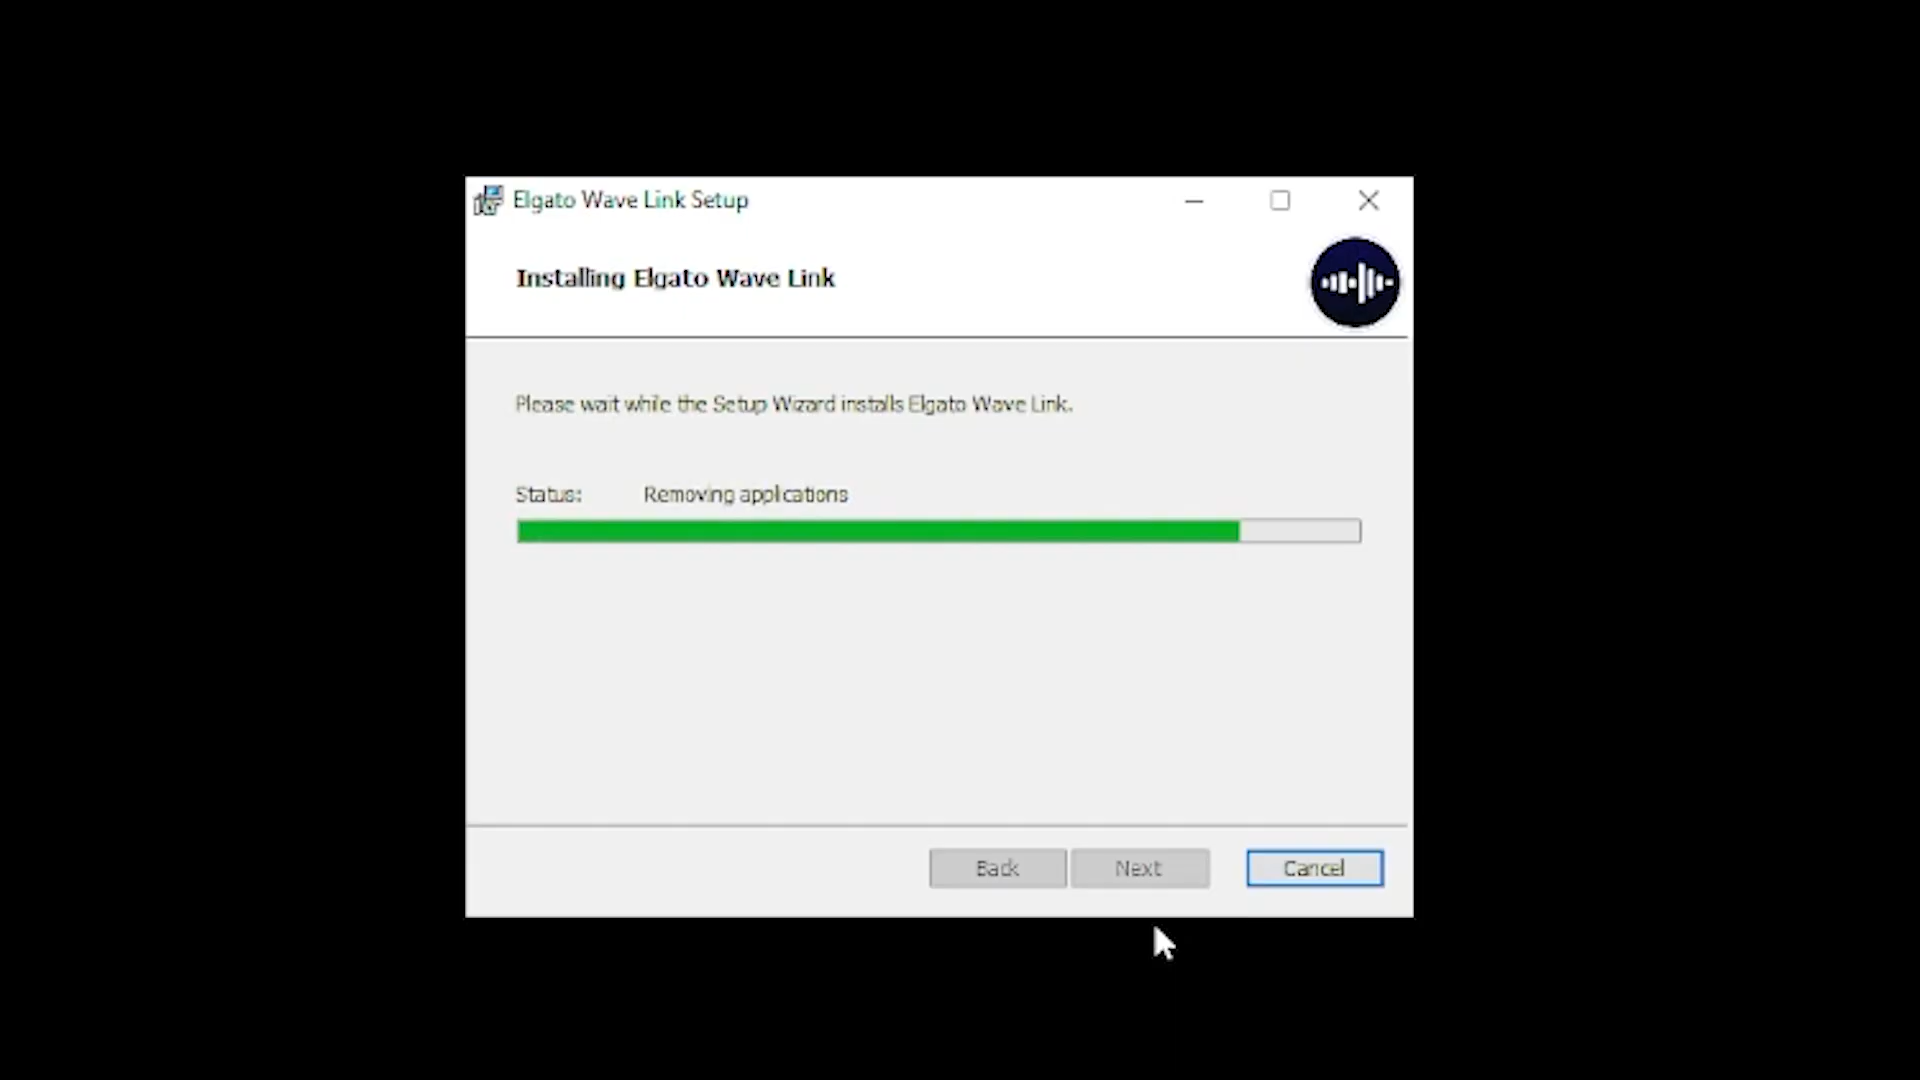 Elgato Wave Link Setup
Installing Elgato Wave Link
Please wait while the Setup Wizard installs Elgato Wave Link.
Status: Removing applications
Back Next Cancel